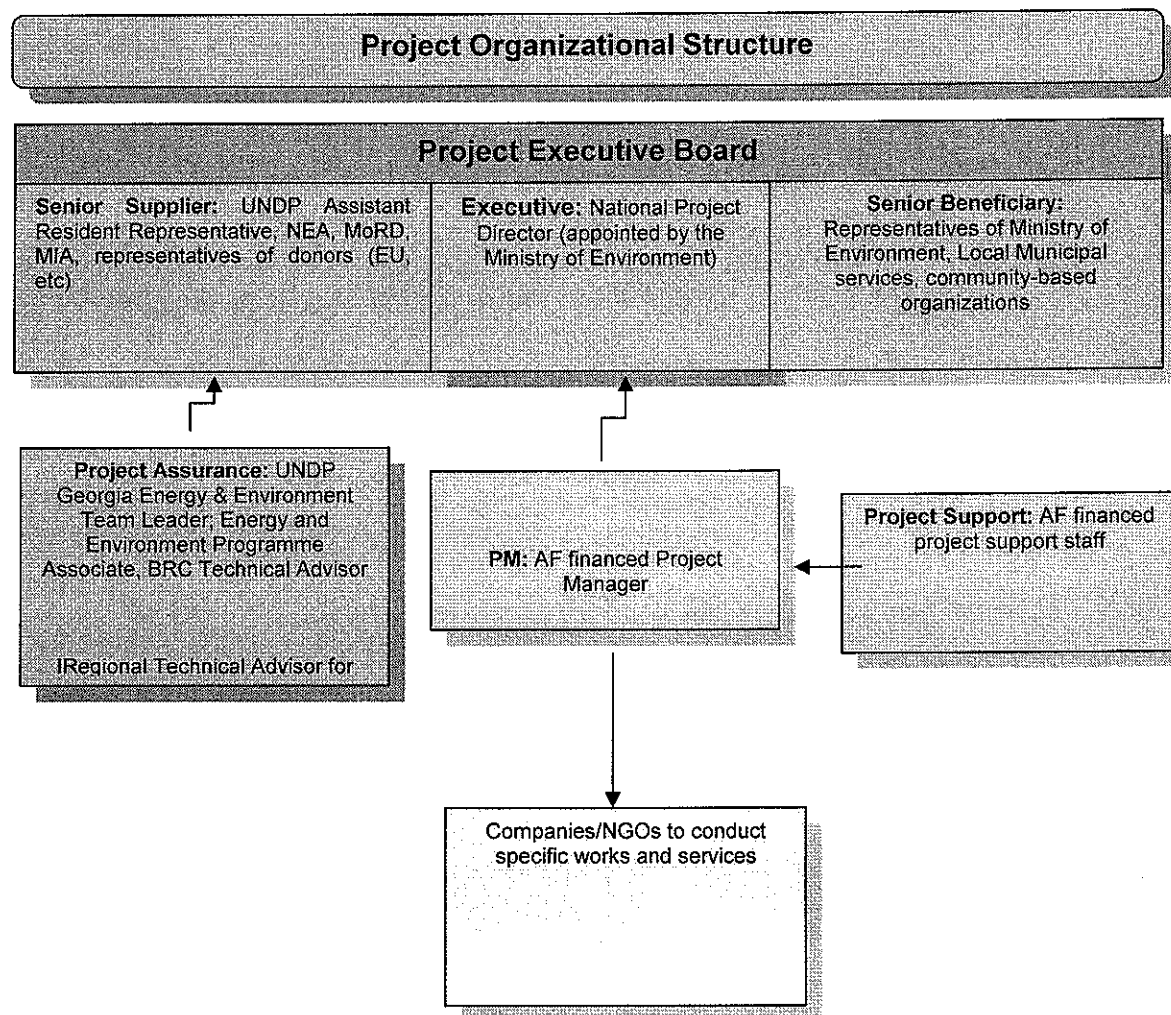 Project Organizational Structure
Project Executive Board
Senior Supplier: UNDP Assistant
Resident Representative, NEA, MoRD,
MIA, representatives of donors (EU,
etc)
Executive: National Project
Director (appointed by the
Ministry of Environment)
Senior Beneficiary:
Representatives of Ministry of
Environment, Local Municipal
services, community-based
organizations
Project Assurance: UNDP
Georgia Energy & Environment
Team Leader; Energy and
Environment Programme
Associate, BRC Technical Advisor
IRegional Technical Advisor for
PM: AF financed Project
Manager
Project Support: AF financed
project support staff
Companies/NGOs to conduct
specific works and services